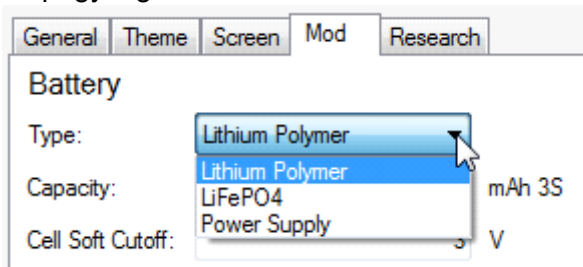 General Theme Screen Mod Research
Battery
Type: Lithium Polymer
Lithium Polymer
Capacity: LiFePO4 mAh 3S
Power Supply
Cell Soft Cutoff: V